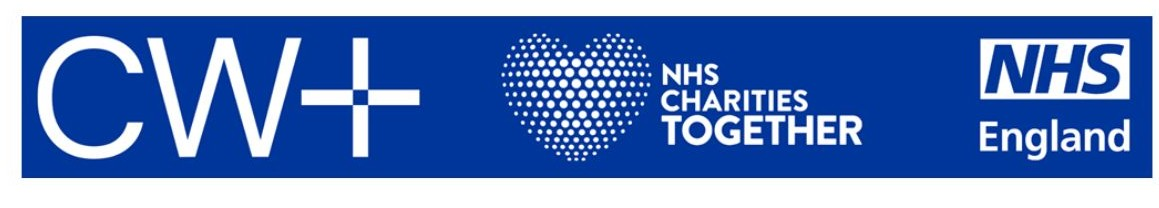 CW+
NHS
CHARITIES
TOGETHER
NHS
England